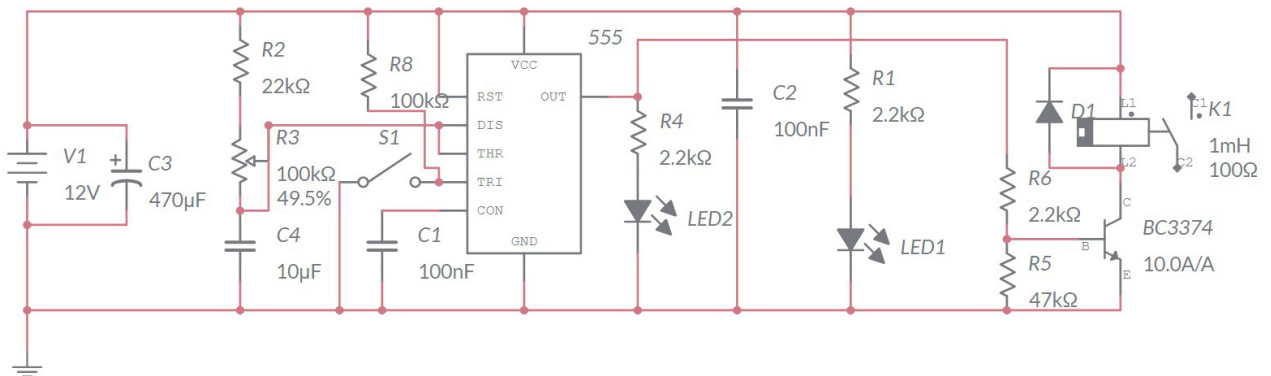 V1
12V
C3
470µF
R2
22kΩ
R3
100kΩ
49.5%
C4
10µF
R8
100kΩ
S1
C1
100nF
555
VCC
RST
DIS
THR
TRI
CON
GND
OUT
R4
2.2kΩ
LED2
C2
100nF
R1
2.2kΩ
LED1
R6
2.2kΩ
R5
47kΩ
D1
L1
L2
C1
C2
K1
1mH
100Ω
C
B
E
BC3374
10.0A/A